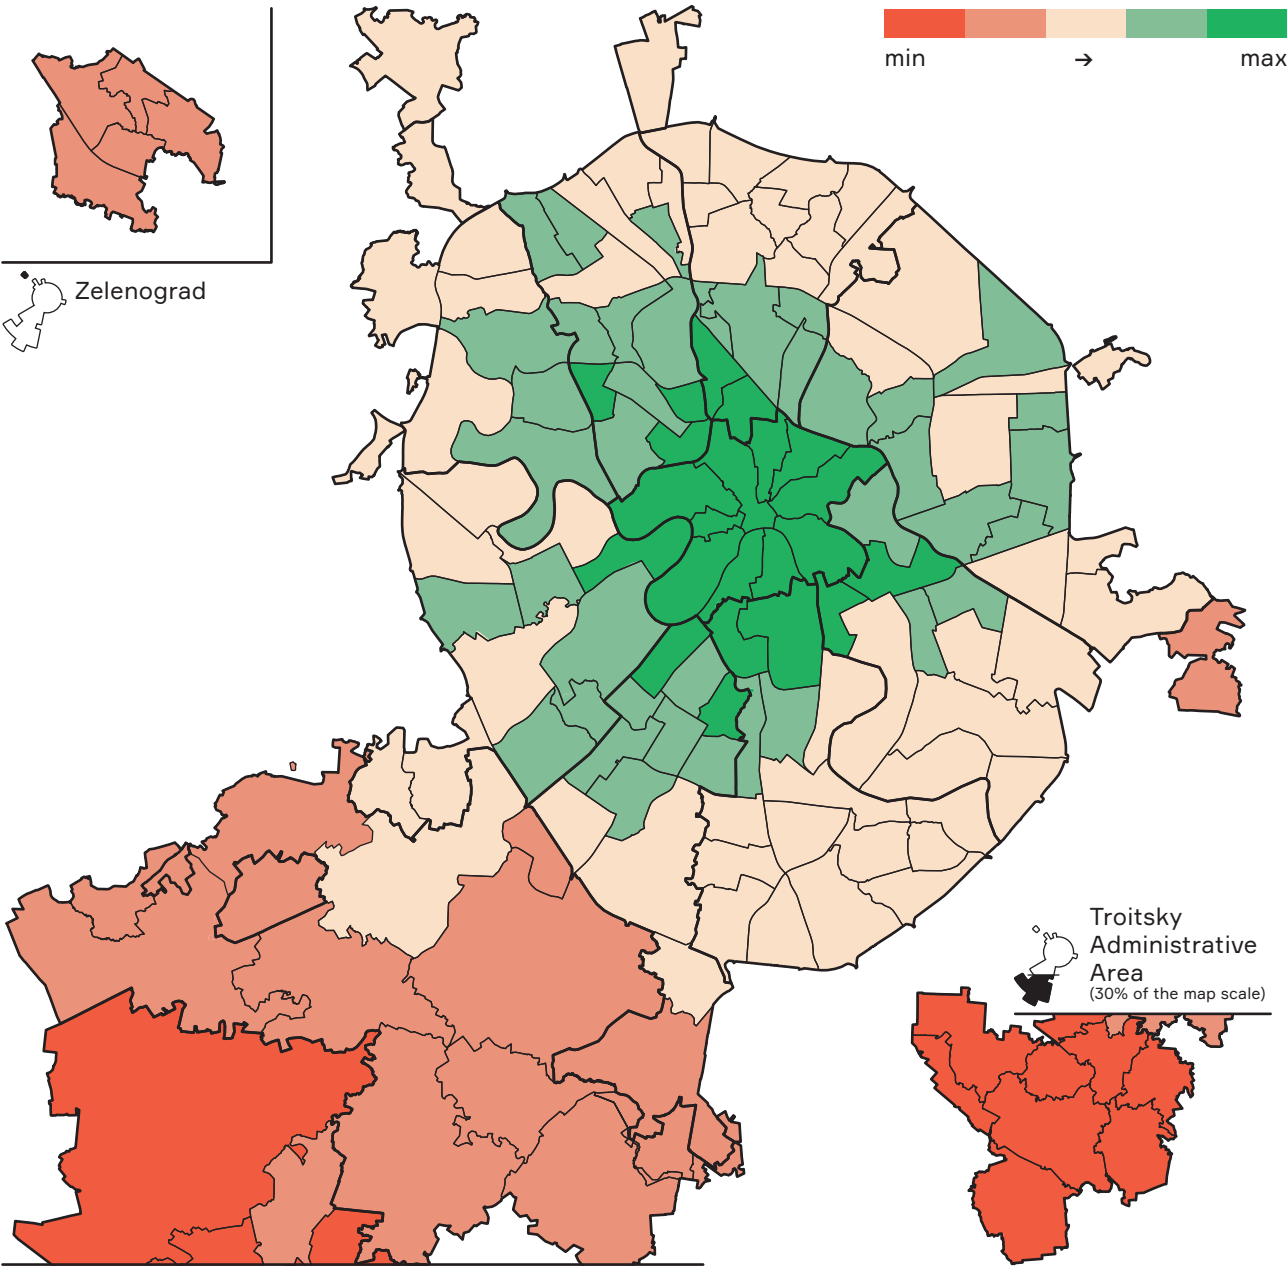 min → max
Zelenograd
Troitsky
Administrative
Area
(30% of the map scale)